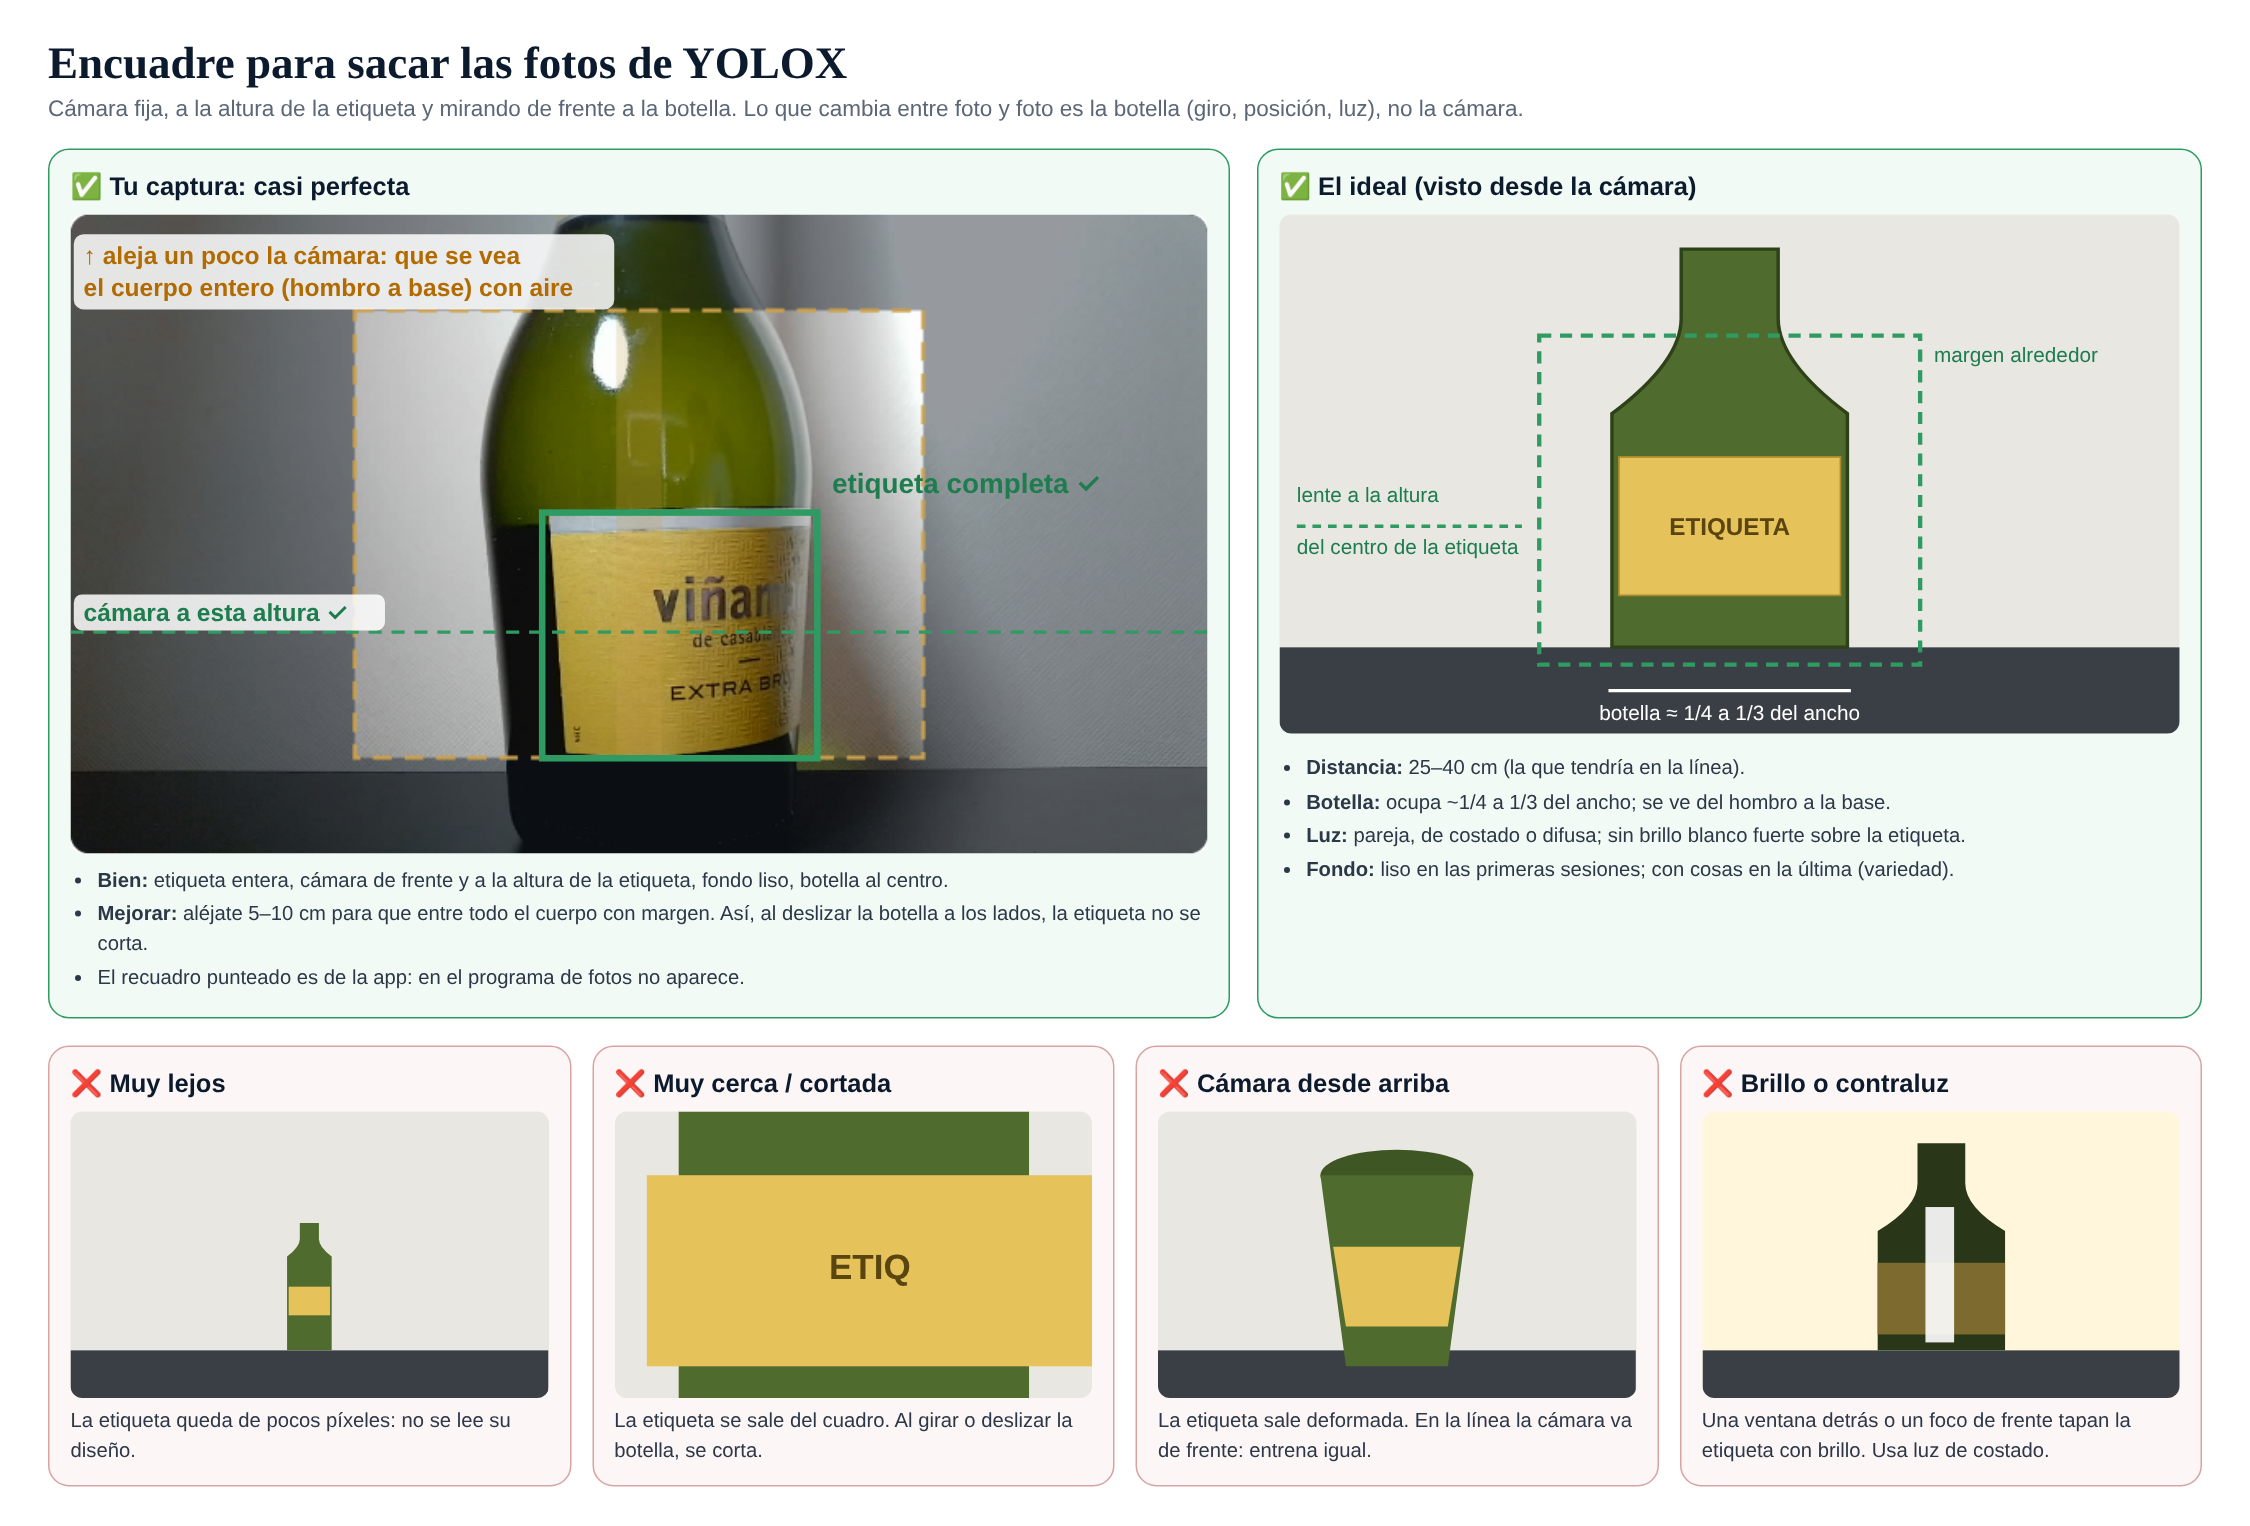 Encuadre para sacar las fotos de YOLOX
Cámara fija, a la altura de la etiqueta y mirando de frente a la botella. Lo que cambia entre foto y foto es la botella (giro, posición, luz), no la cámara.
✅ Tu captura: casi perfecta
↑ aleja un poco la cámara: que se vea
el cuerpo entero (hombro a base) con aire
etiqueta completa ✓
cámara a esta altura ✓
viñam
de casab
EXTRA BR
• Bien: etiqueta entera, cámara de frente y a la altura de la etiqueta, fondo liso, botella al centro.
• Mejorar: aléjate 5–10 cm para que entre todo el cuerpo con margen. Así, al deslizar la botella a los lados, la etiqueta no se
corta.
• El recuadro punteado es de la app: en el programa de fotos no aparece.
✅ El ideal (visto desde la cámara)
margen alrededor
lente a la altura
del centro de la etiqueta
ETIQUETA
botella ≈ 1/4 a 1/3 del ancho
• Distancia: 25–40 cm (la que tendría en la línea).
• Botella: ocupa ~1/4 a 1/3 del ancho; se ve del hombro a la base.
• Luz: pareja, de costado o difusa; sin brillo blanco fuerte sobre la etiqueta.
• Fondo: liso en las primeras sesiones; con cosas en la última (variedad).
❌ Muy lejos
La etiqueta queda de pocos píxeles: no se lee su
diseño.
❌ Muy cerca / cortada
ETIQ
La etiqueta se sale del cuadro. Al girar o deslizar la
botella, se corta.
❌ Cámara desde arriba
La etiqueta sale deformada. En la línea la cámara va
de frente: entrena igual.
❌ Brillo o contraluz
Una ventana detrás o un foco de frente tapan la
etiqueta con brillo. Usa luz de costado.